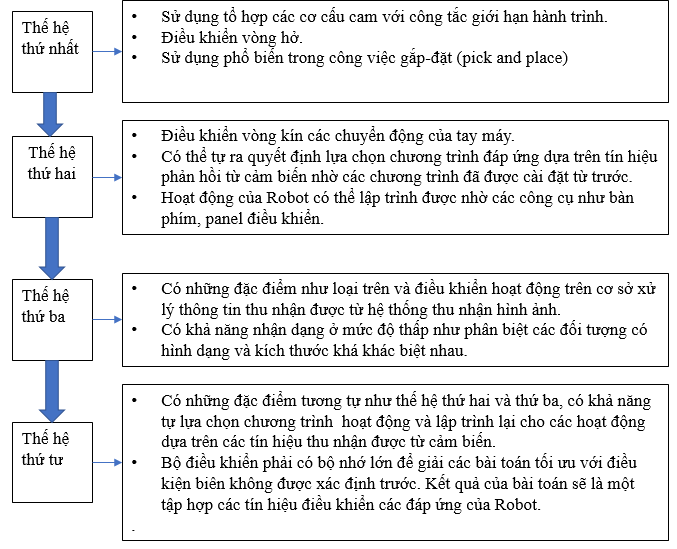 Thế hệ
thứ nhất
• Sử dụng tổ hợp các cơ cấu cam với công tắc giới hạn hành trình.
• Điều khiển vòng hở.
• Sử dụng phổ biến trong công việc gắp-đặt (pick and place)
Thế hệ
thứ hai
• Điều khiển vòng kín các chuyển động của tay máy.
• Có thể tự ra quyết định lựa chọn chương trình đáp ứng dựa trên tín hiệu
phản hồi từ cảm biến nhờ các chương trình đã được cài đặt từ trước.
• Hoạt động của Robot có thể lập trình được nhờ các công cụ như bàn
phím, panel điều khiển.
Thế hệ
thứ ba
• Có những đặc điểm như loại trên và điều khiển hoạt động trên cơ sở xử
lý thông tin thu nhận được từ hệ thống thu nhận hình ảnh.
• Có khả năng nhận dạng ở mức độ thấp như phân biệt các đối tượng có
hình dạng và kích thước khá khác biệt nhau.
Thế hệ
thứ tư
• Có những đặc điểm tương tự như thế hệ thứ hai và thứ ba, có khả năng
tự lựa chọn chương trình hoạt động và lập trình lại cho các hoạt động
dựa trên các tín hiệu thu nhận được từ cảm biến.
• Bộ điều khiển phải có bộ nhớ lớn để giải các bài toán tối ưu với điều
kiện biên không được xác định trước. Kết quả của bài toán sẽ là một
tập hợp các tín hiệu điều khiển các đáp ứng của Robot.
.